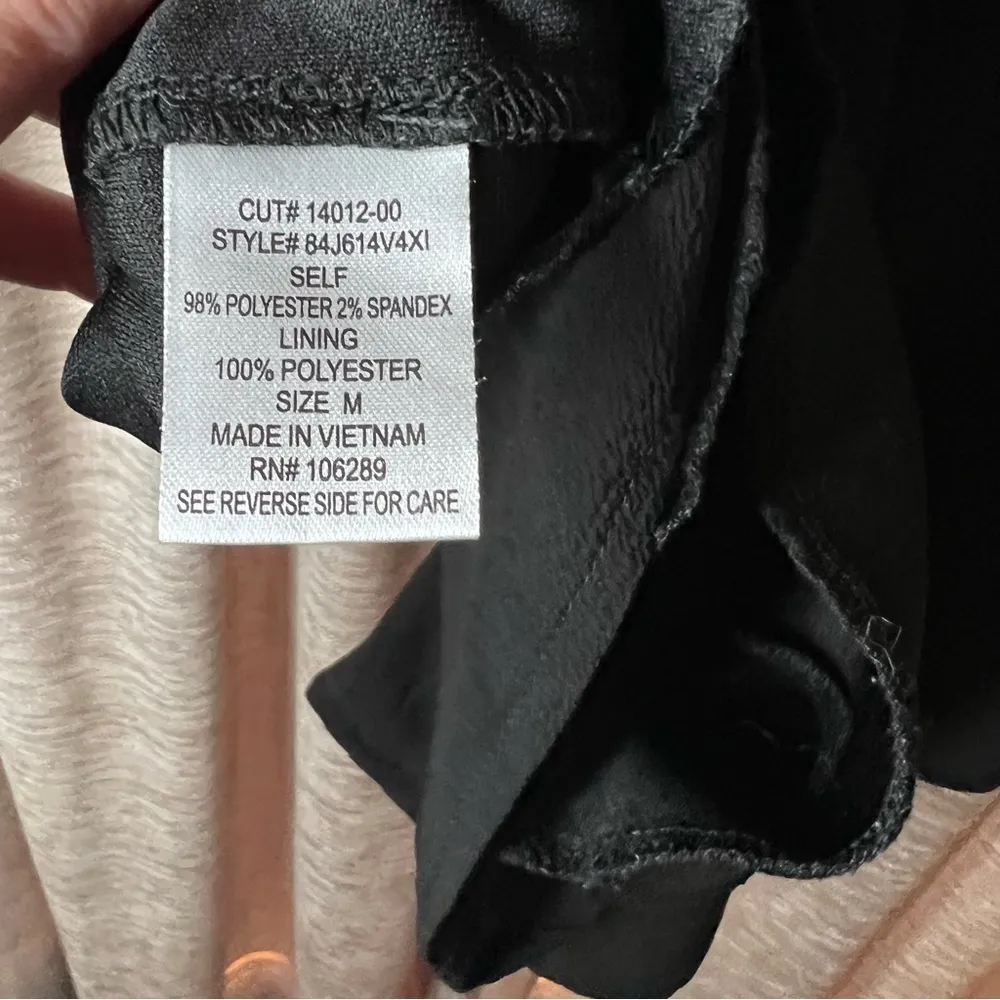 CUT# 14012-00
STYLE# 84J614V4XI
SELF
98% POLYESTER 2% SPANDEX
LINING
100% POLYESTER
SIZE M
MADE IN VIETNAM
RN# 106289
SEE REVERSE SIDE FOR CARE